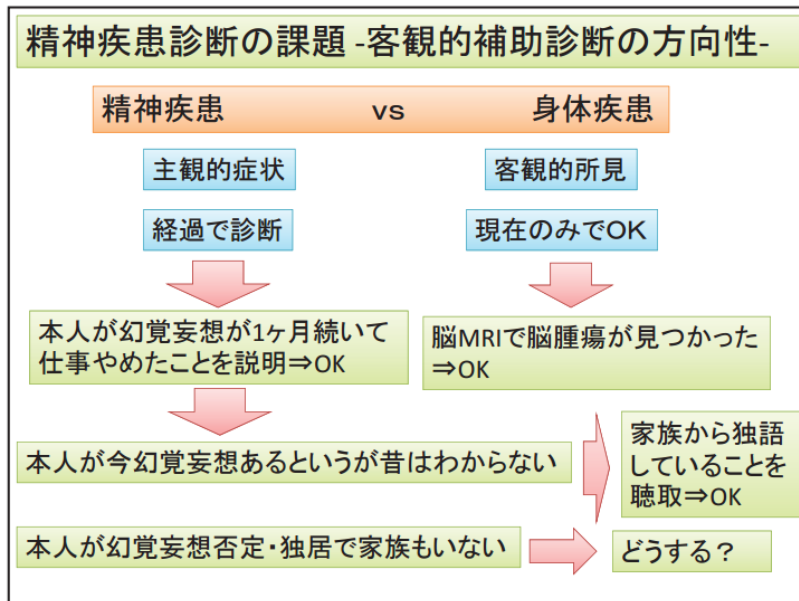 精神疾患診断の課題 -客観的補助診断の方向性-
精神疾患 vs 身体疾患
主観的症状
客観的所見
経過で診断
現在のみでOK
本人が幻覚妄想が1ヶ月続いて
仕事やめたことを説明⇒OK
脳MRIで脳腫瘍が見つかった
⇒OK
本人が今幻覚妄想あるというが昔はわからない
家族から独語
していることを
聴取⇒OK
本人が幻覚妄想否定・独居で家族もいない
どうする？